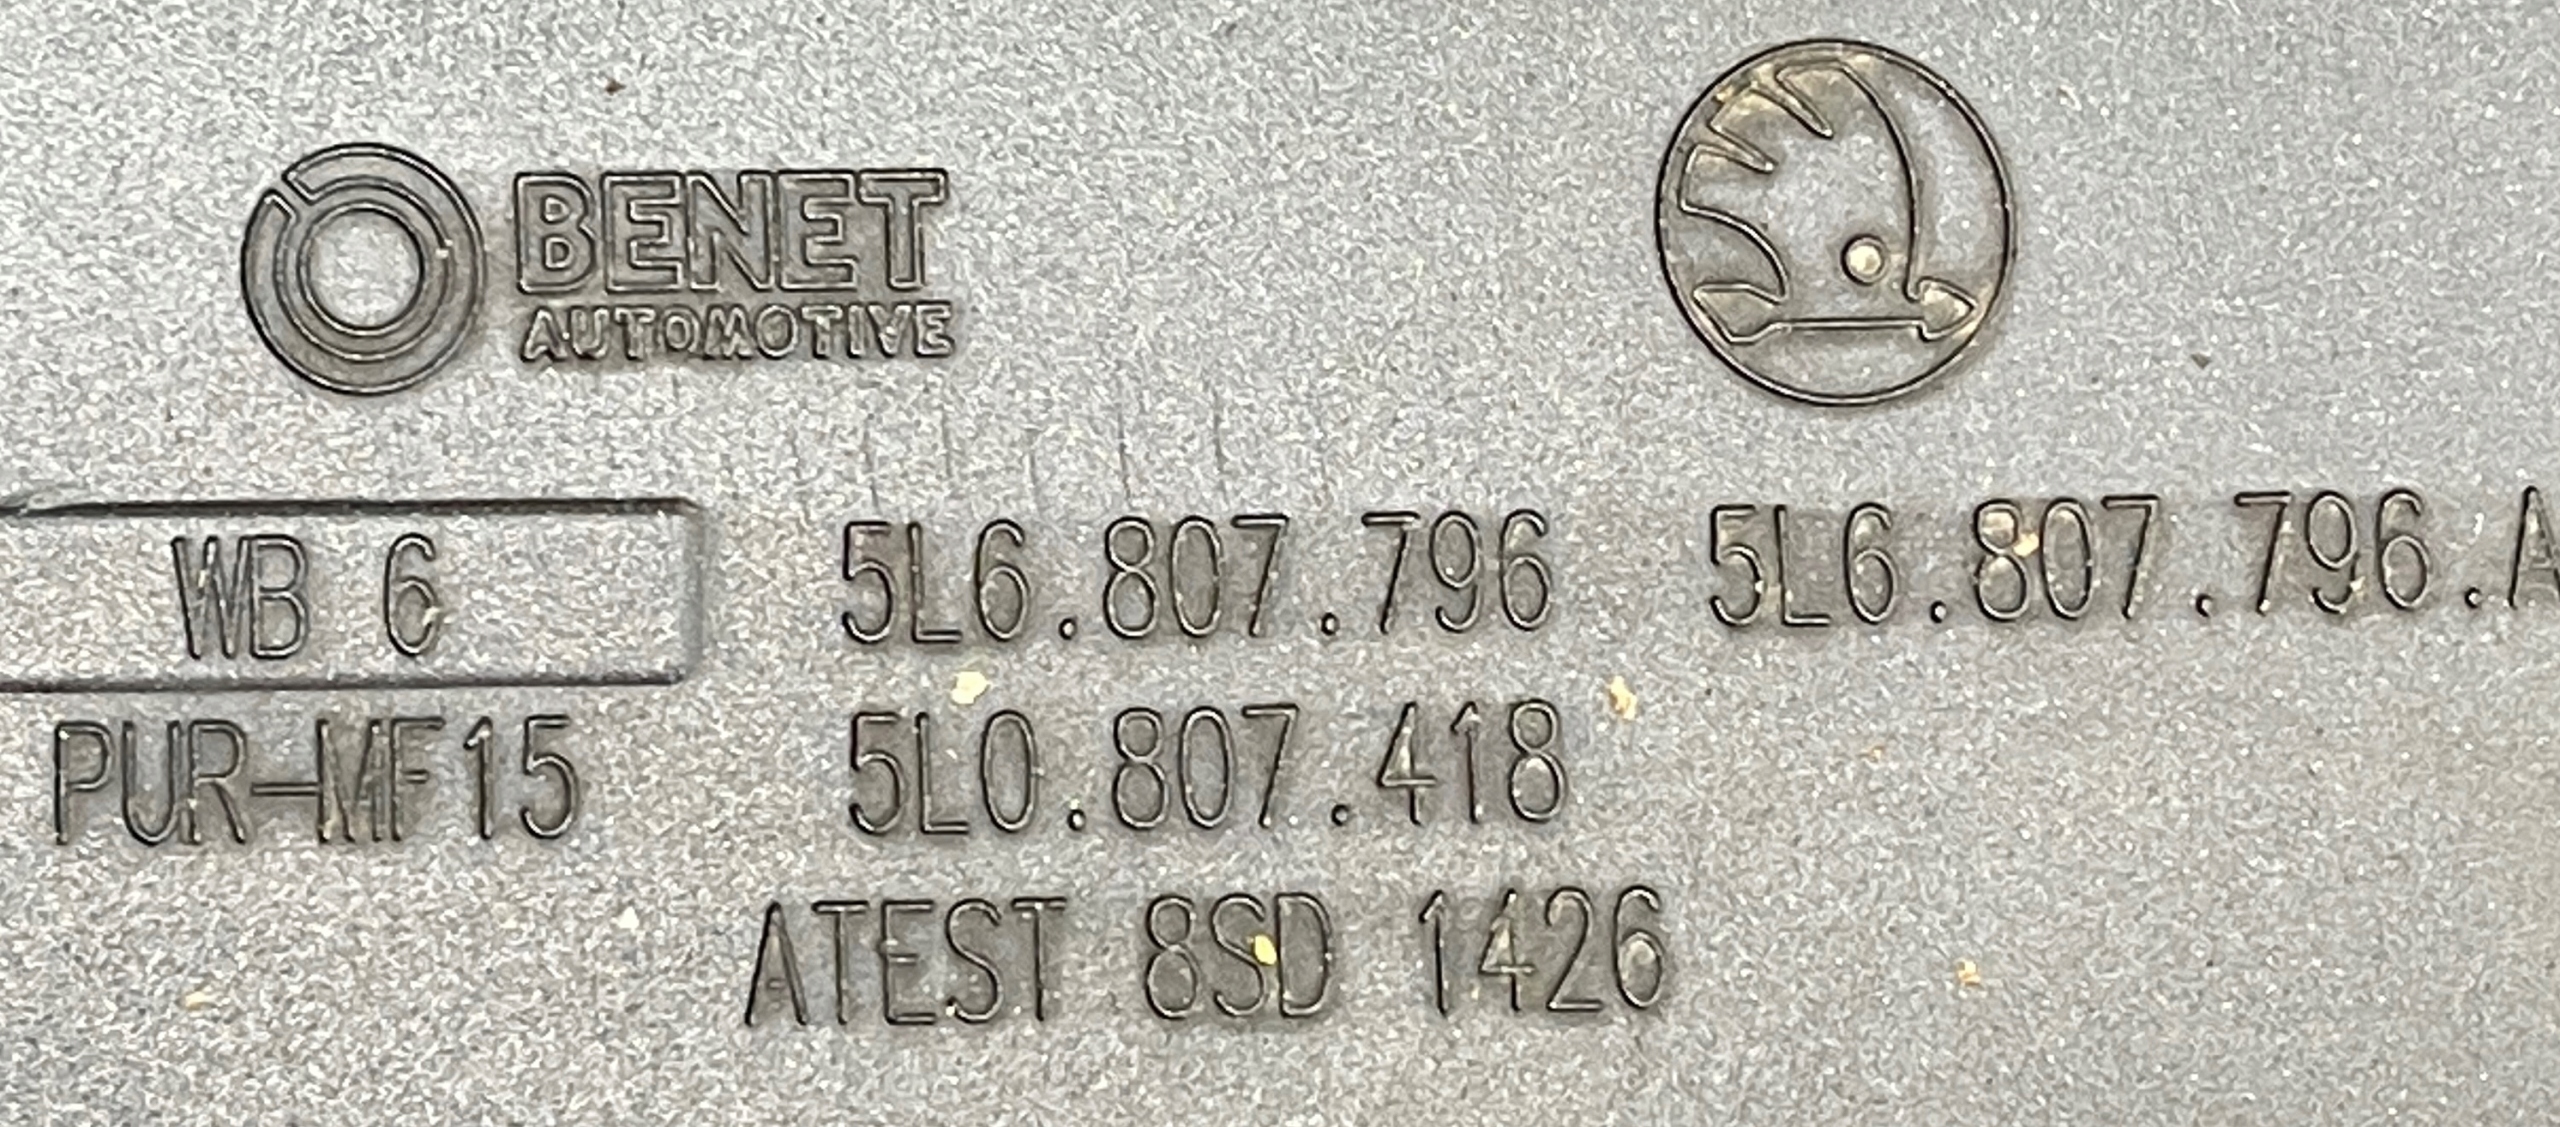 BENET
AUTOMOTIVE
WB 6
5L6.807.796 5L6.807.796.A
PUR-MF15
5L0.807.418
ATEST 8SD 1426